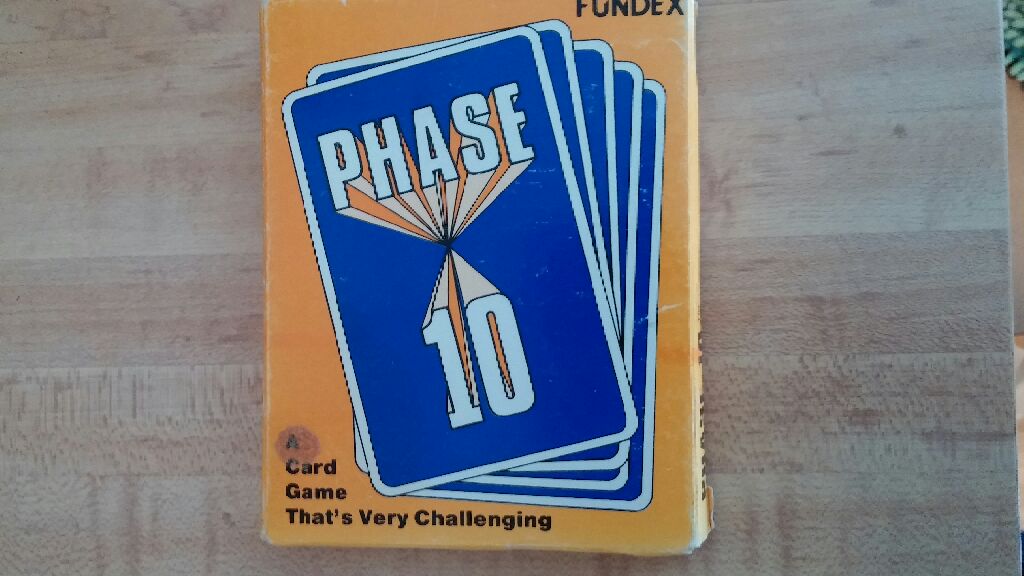 FUNDEX
PHASE
10
A
Card
Game
That's Very Challenging